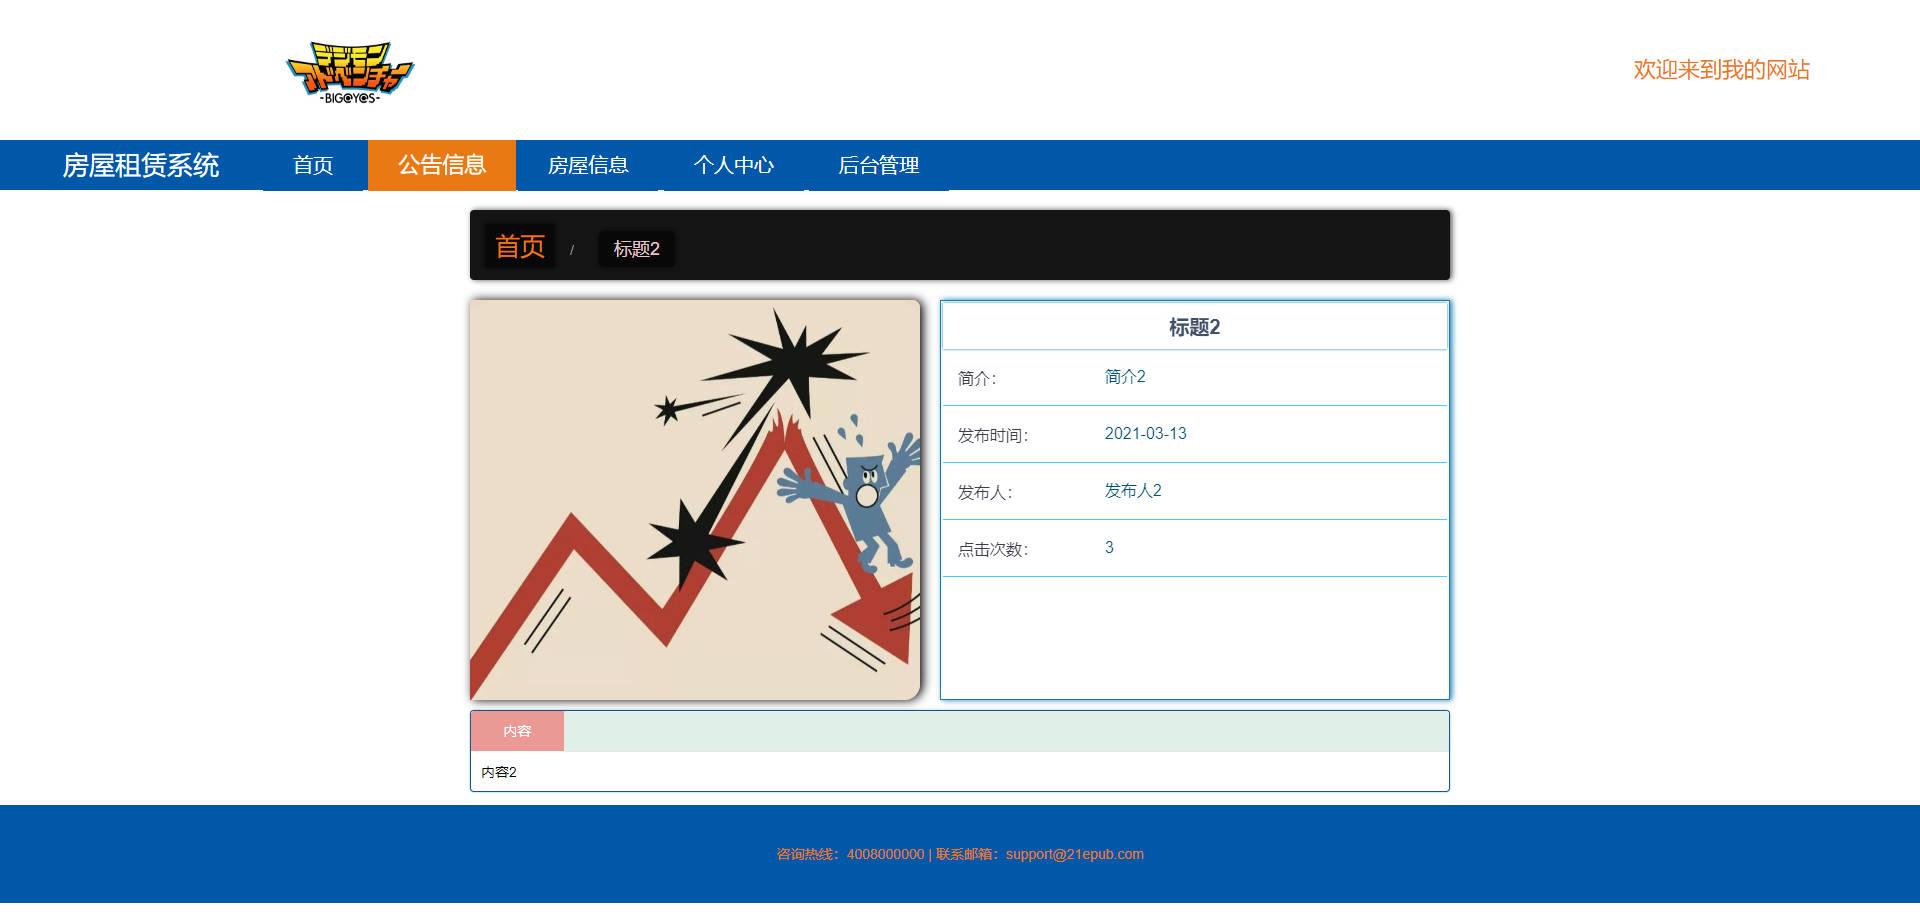 デジモン
アドベンチャー
-BIG@Y@S-
欢迎来到我的网站
房屋租赁系统 首页 公告信息 房屋信息 个人中心 后台管理
首页 / 标题2
标题2
简介： 简介2
发布时间： 2021-03-13
发布人： 发布人2
点击次数： 3
内容
内容2
咨询热线：4008000000 | 联系邮箱：support@21epub.com